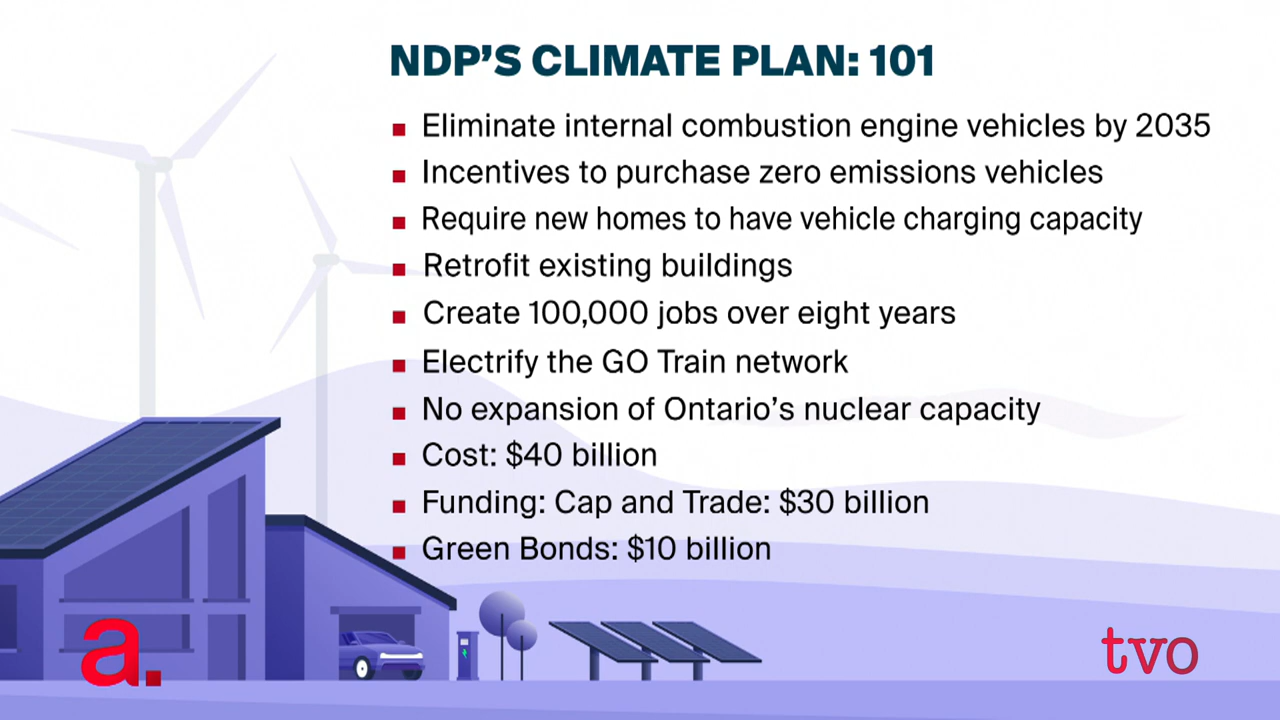 NDP’S CLIMATE PLAN: 101
Eliminate internal combustion engine vehicles by 2035
Incentives to purchase zero emissions vehicles
Require new homes to have vehicle charging capacity
Retrofit existing buildings
Create 100,000 jobs over eight years
Electrify the GO Train network
No expansion of Ontario’s nuclear capacity
Cost: $40 billion
Funding: Cap and Trade: $30 billion
Green Bonds: $10 billion
a.
tvo